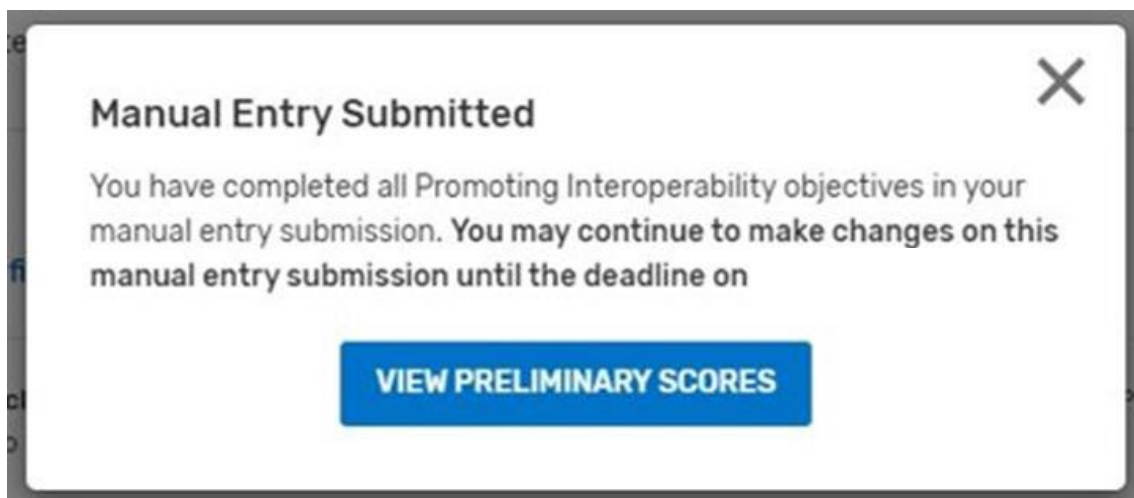 Manual Entry Submitted
You have completed all Promoting Interoperability objectives in your
manual entry submission. You may continue to make changes on this
manual entry submission until the deadline on
VIEW PRELIMINARY SCORES